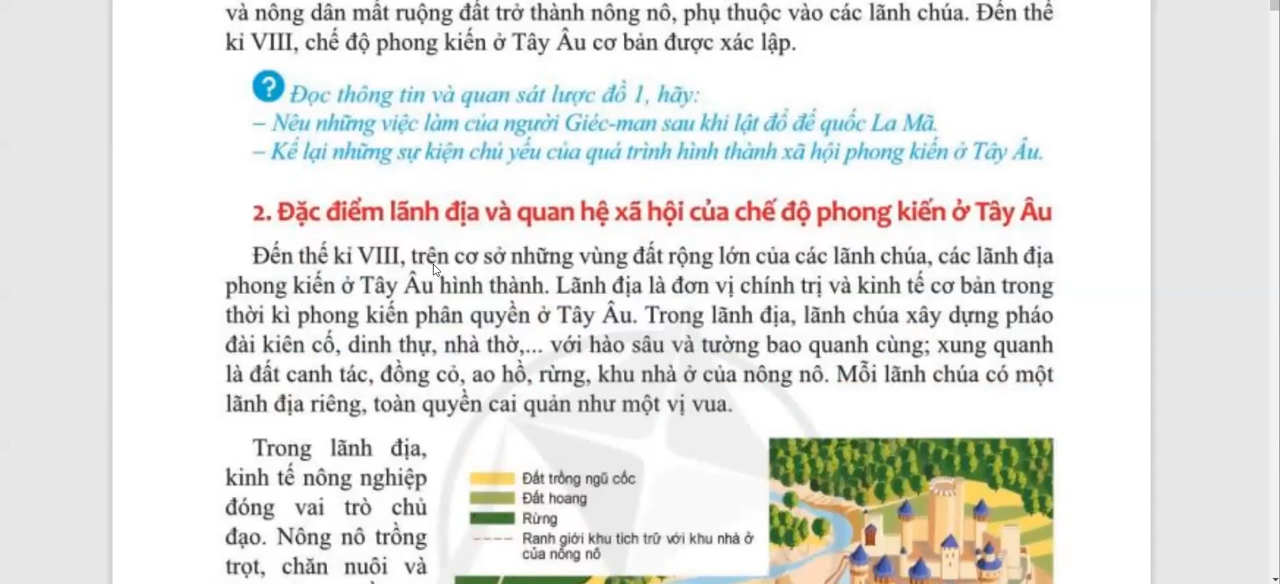 và nông dân mất ruộng đất trở thành nông nô, phụ thuộc vào các lãnh chúa. Đến thế
kỉ VIII, chế độ phong kiến ở Tây Âu cơ bản được xác lập.
? Đọc thông tin và quan sát lược đồ 1, hãy:
– Nêu những việc làm của người Giéc-man sau khi lật đổ đế quốc La Mã.
– Kể lại những sự kiện chủ yếu của quá trình hình thành xã hội phong kiến ở Tây Âu.
2. Đặc điểm lãnh địa và quan hệ xã hội của chế độ phong kiến ở Tây Âu
Đến thế kỉ VIII, trên cơ sở những vùng đất rộng lớn của các lãnh chúa, các lãnh địa
phong kiến ở Tây Âu hình thành. Lãnh địa là đơn vị chính trị và kinh tế cơ bản trong
thời kì phong kiến phân quyền ở Tây Âu. Trong lãnh địa, lãnh chúa xây dựng pháo
đài kiên cố, dinh thự, nhà thờ,... với hào sâu và tường bao quanh cùng; xung quanh
là đất canh tác, đồng cỏ, ao hồ, rừng, khu nhà ở của nông nô. Mỗi lãnh chúa có một
lãnh địa riêng, toàn quyền cai quản như một vị vua.
Trong lãnh địa,
kinh tế nông nghiệp
đóng vai trò chủ
đạo. Nông nô trồng
trọt, chăn nuôi và
Đất trồng ngũ cốc
Đất hoang
Rừng
Ranh giới khu tích trữ với khu nhà ở
của nông nô